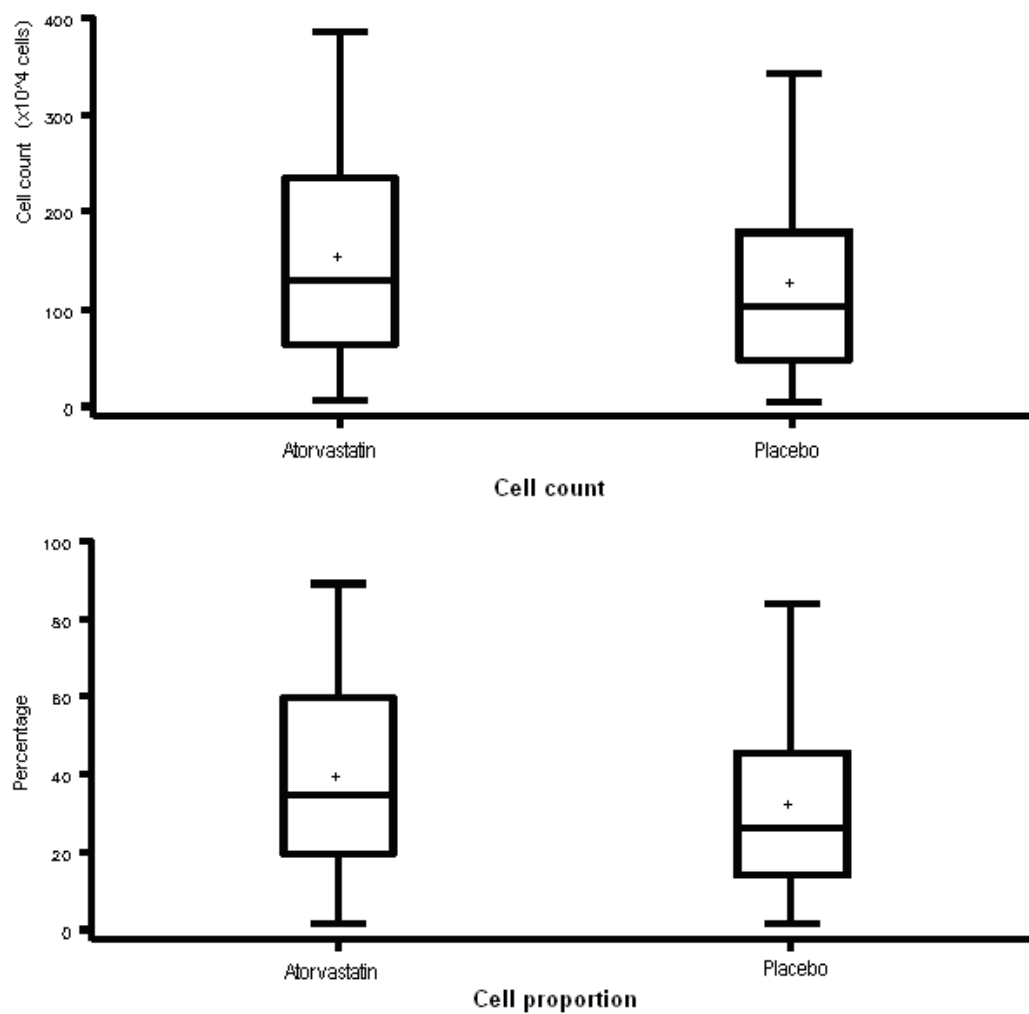 Cell count (x10^4 cells)
400
300
200
100
0
Atorvastatin
Placebo
Cell count
Percentage
100
80
60
40
20
0
Atorvastatin
Placebo
Cell proportion